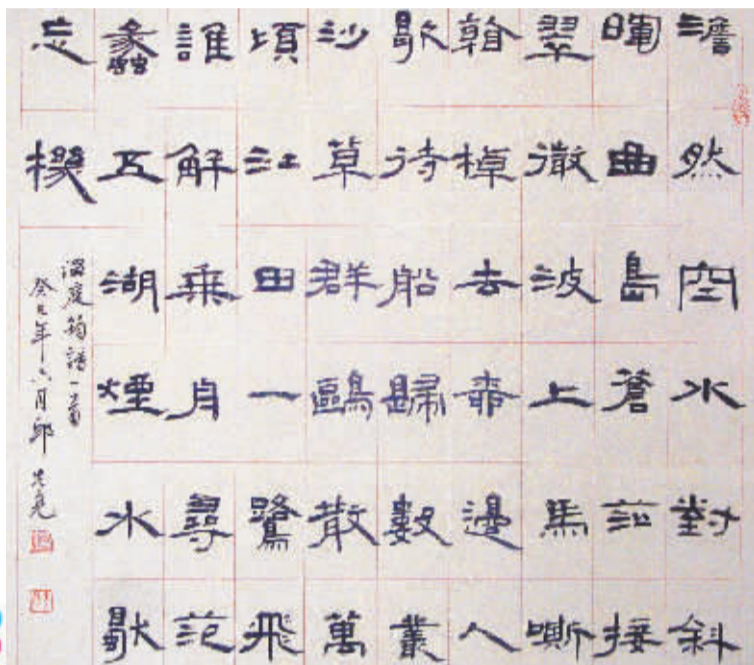 澹然空水對斜
暉曲島蒼茫接
翠微波上馬嘶
看棹去柳邊人
歇待船歸數叢
沙草群鷗散萬
頃江田一鷺飛
誰解乘舟尋范
蠡五湖煙水獨
忘機
溫庭筠詩一首
癸巳年六月邱